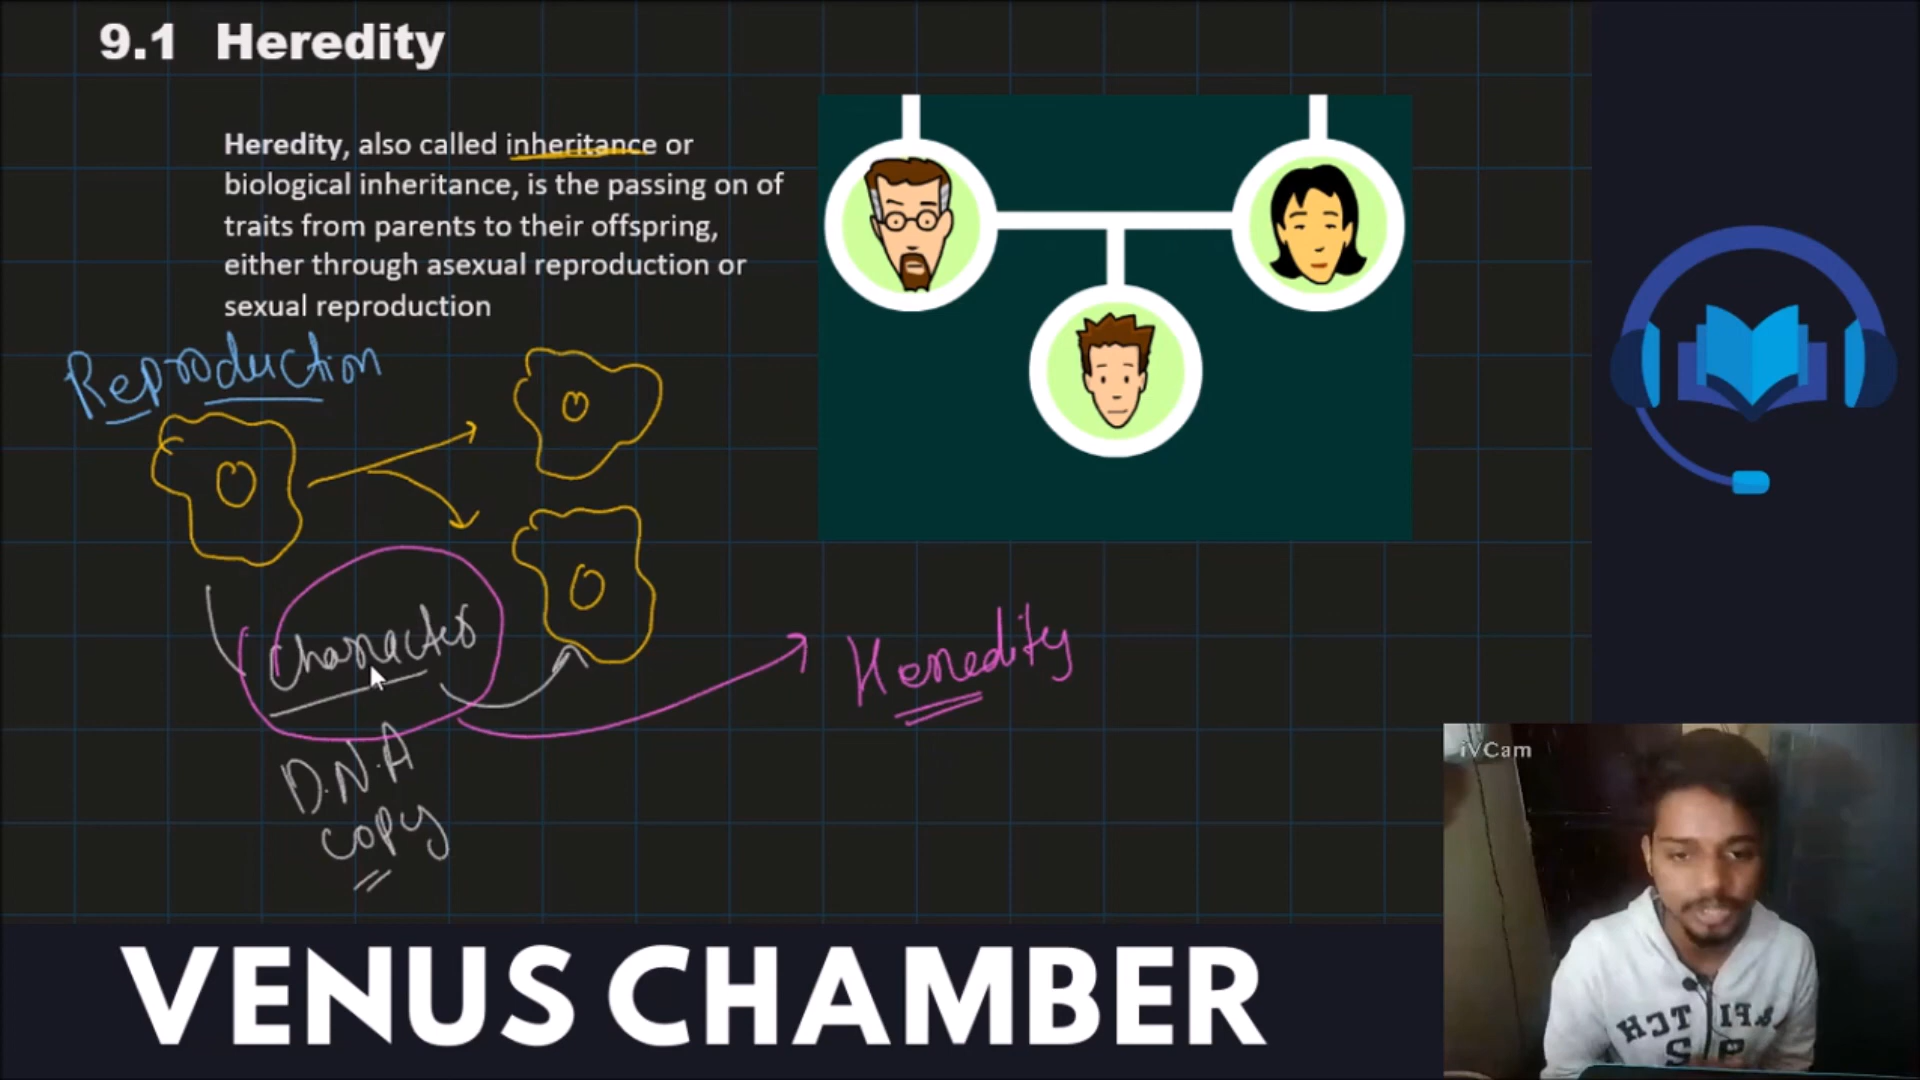 9.1 Heredity
Heredity, also called inheritance or
biological inheritance, is the passing on of
traits from parents to their offspring,
either through asexual reproduction or
sexual reproduction
Reproduction
Character
D.N.A
copy
Heredity
iVCam
VENUS CHAMBER